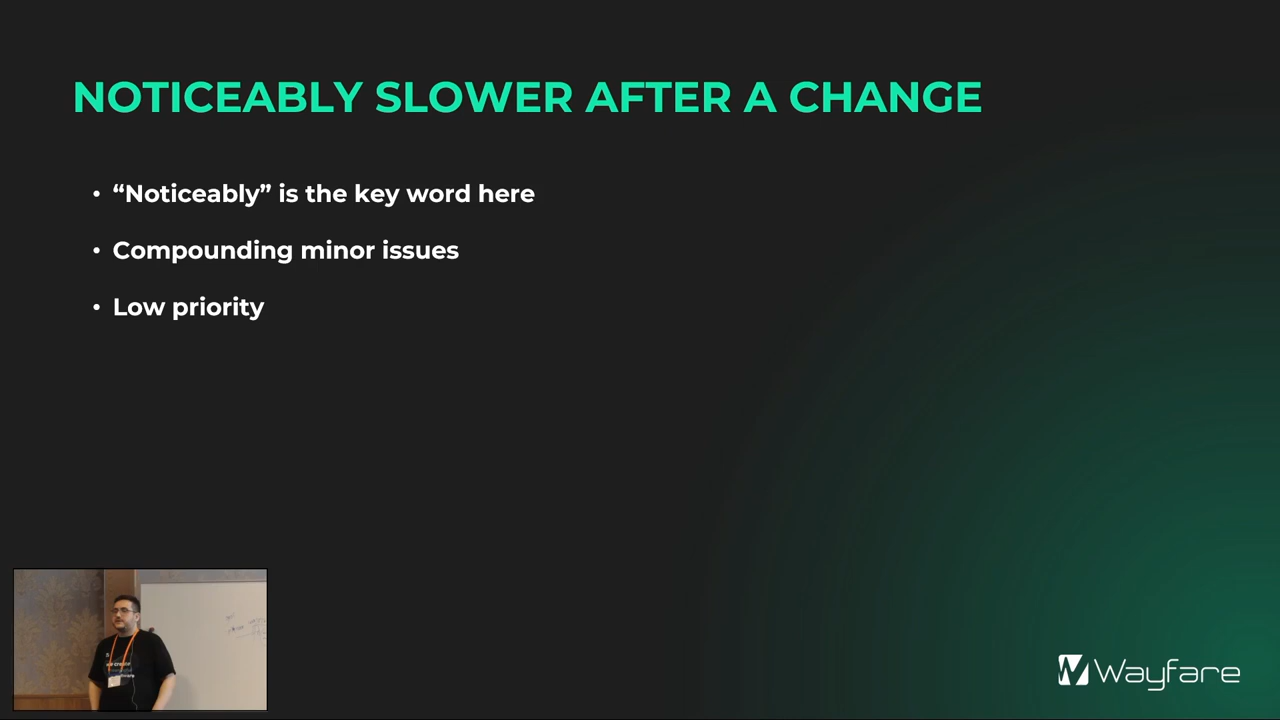 NOTICEABLY SLOWER AFTER A CHANGE
• “Noticeably” is the key word here
• Compounding minor issues
• Low priority
Wayfare